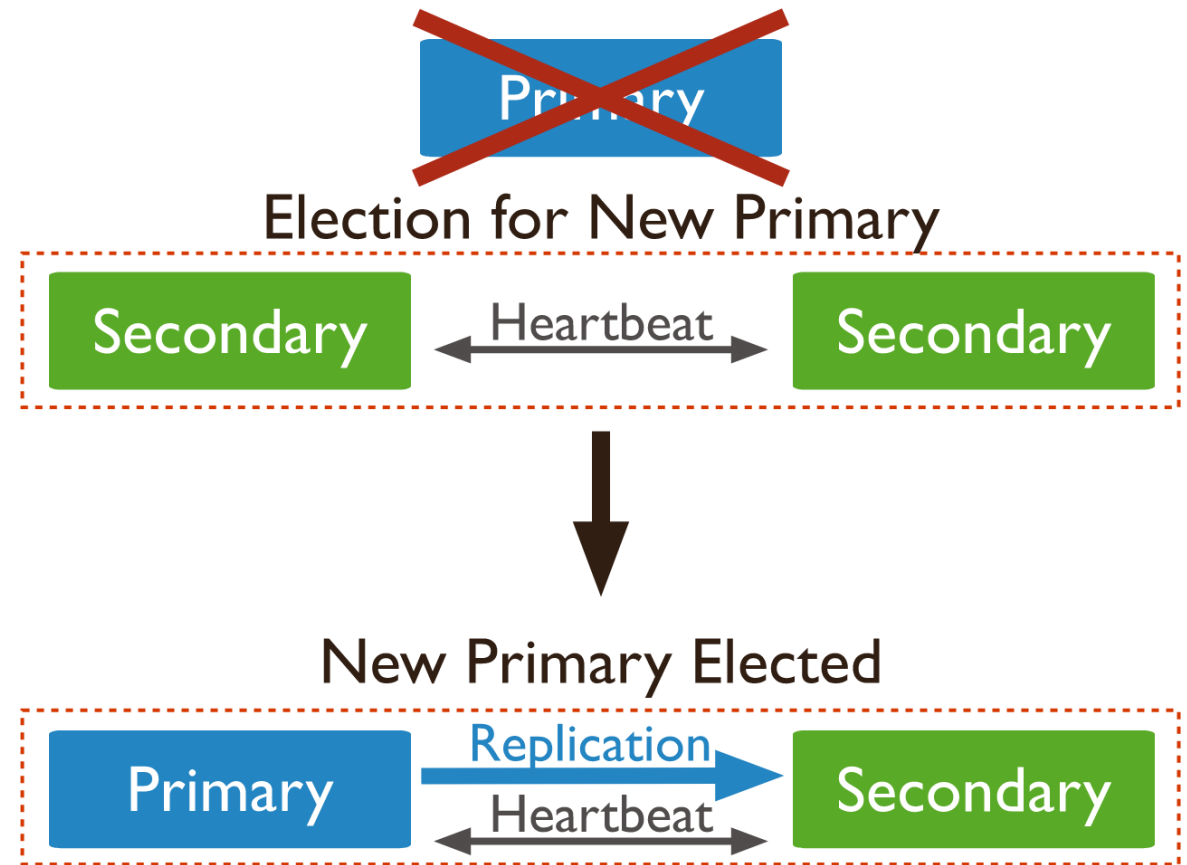 Primary
Election for New Primary
Secondary
Heartbeat
Secondary
New Primary Elected
Primary
Replication
Heartbeat
Secondary